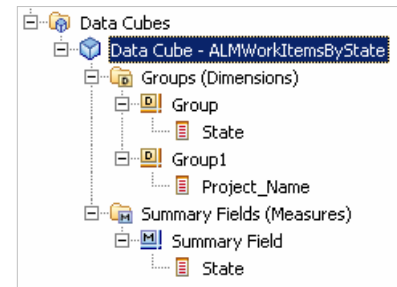 Data Cubes
Data Cube - ALMWorkItemsByState
Groups (Dimensions)
Group
State
Group1
Project_Name
Summary Fields (Measures)
Summary Field
State